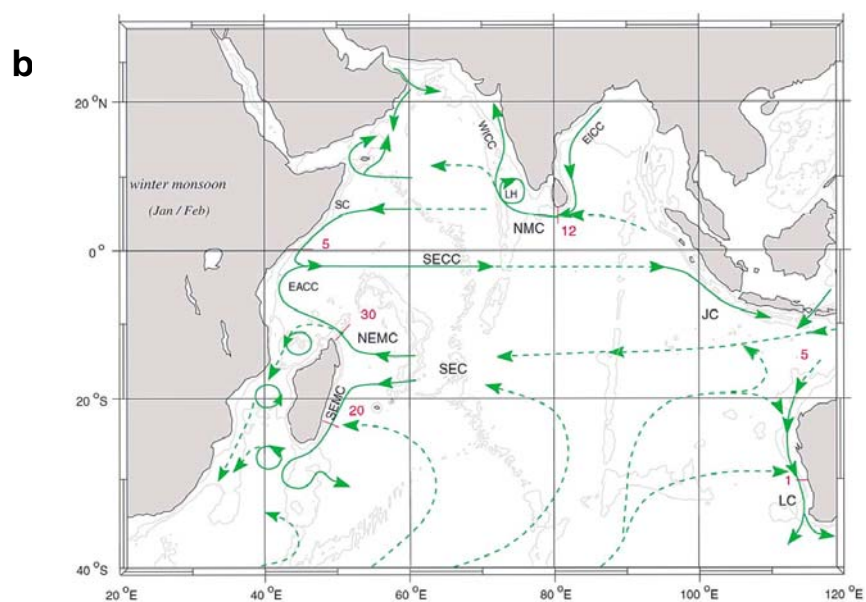 b
20 °N
WICC
EICC
winter monsoon
(Jan / Feb)
LH
SC
NMC
12
5
0°
SECC
EACC
30
JC
NEMC
5
SEC
20 °S
SEMC
20
1
LC
40 °S
20 °E
40 °E
60 °E
80 °E
100 °E
120 °E